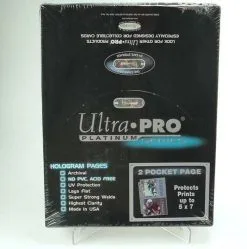 LOOK FOR OTHER ULTRA•PRO PRODUCTS
ESPECIALLY DESIGNED FOR COLLECTIBLE CARDS
Ultra•PRO
PLATINUM
HOLOGRAM PAGES
Archival
NO PVC, ACID FREE
UV Protection
Lays Flat
Super Strong Welds
Highest Clarity
Made in USA
2 POCKET PAGE
Protects
Prints
up to
5 x 7